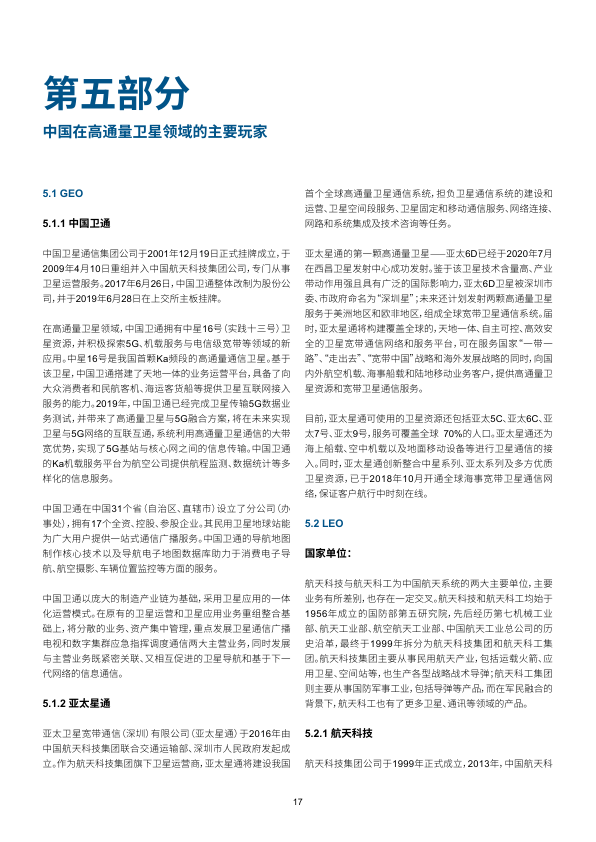 第五部分
中国在高通量卫星领域的主要玩家
5.1 GEO
5.1.1 中国卫通
中国卫星通信集团公司于2001年12月19日正式挂牌成立，于
2009年4月10日重组并入中国航天科技集团公司，专门从事
卫星运营服务。2017年6月26日，中国卫通整体改制为股份公
司，并于2019年6月28日在上交所主板挂牌。
在高通量卫星领域，中国卫通拥有中星16号（实践十三号）卫
星资源，并积极探索5G、机载服务与电信级宽带等领域的新
应用。中星16号是我国首颗Ka频段的高通量通信卫星。基于
该卫星，中国卫通搭建了天地一体的业务运营平台，具备了向
大众消费者和民航客机、海运客货船等提供卫星互联网接入
服务的能力。2019年，中国卫通已经完成卫星传输5G数据业
务测试，并带来了高通量卫星与5G融合方案，将在未来实现
卫星与5G网络的互联互通，系统利用高通量卫星通信的大带
宽优势，实现了5G基站与核心网之间的信息传输。中国卫通
的Ka机载服务平台为航空公司提供航程监测、数据统计等多
样化的信息服务。
中国卫通在中国31个省（自治区、直辖市）设立了分公司（办
事处），拥有17个全资、控股、参股企业。其民用卫星地球站能
为广大用户提供一站式通信广播服务。中国卫通的导航地图
制作核心技术以及导航电子地图数据库助力于消费电子导
航、航空摄影、车辆位置监控等方面的服务。
中国卫通以庞大的制造产业链为基础，采用卫星应用的一体
化运营模式。在原有的卫星运营和卫星应用业务重组整合基
础上，将分散的业务、资产集中管理，重点发展卫星通信广播
电视和数字集群应急指挥调度通信两大主营业务，同时发展
与主营业务既紧密关联、又相互促进的卫星导航和基于下一
代网络的信息通信。
5.1.2 亚太星通
亚太卫星宽带通信（深圳）有限公司（亚太星通）于2016年由
中国航天科技集团联合交通运输部、深圳市人民政府发起成
立。作为航天科技集团旗下卫星运营商，亚太星通将建设我国
首个全球高通量卫星通信系统，担负卫星通信系统的建设和
运营、卫星空间段服务、卫星固定和移动通信服务、网络连接、
网路和系统集成及技术咨询等任务。
亚太星通的第一颗高通量卫星——亚太6D已经于2020年7月
在西昌卫星发射中心成功发射。鉴于该卫星技术含量高、产业
带动作用强且具有广泛的国际影响力，亚太6D卫星被深圳市
委、市政府命名为“深圳星”；未来还计划发射两颗高通量卫星
服务于美洲地区和欧非地区，组成全球宽带卫星通信系统。届
时，亚太星通将构建覆盖全球的，天地一体、自主可控、高效安
全的卫星宽带通信网络和服务平台，可在服务国家“一带一
路”、“走出去”、“宽带中国”战略和海外发展战略的同时，向国
内外航空机载、海事船载和陆地移动业务客户，提供高通量卫
星资源和宽带卫星通信服务。
目前，亚太星通可使用的卫星资源还包括亚太5C、亚太6C、亚
太7号、亚太9号，服务可覆盖全球 70%的人口。亚太星通还为
海上船载、空中机载以及地面移动设备等进行卫星通信的接
入。同时，亚太星通创新整合中星系列、亚太系列及多方优质
卫星资源，已于2018年10月开通全球海事宽带卫星通信网
络，保证客户航行中时刻在线。
5.2 LEO
国家单位：
航天科技与航天科工为中国航天系统的两大主要单位，主要
业务有所差别，也存在一定交叉。航天科技和航天科工均始于
1956年成立的国防部第五研究院，先后经历第七机械工业
部、航天工业部、航空航天工业部、中国航天工业总公司的历
史沿革，最终于1999年拆分为航天科技集团和航天科工集
团。航天科技集团主要从事民用航天产业，包括运载火箭、应
用卫星、空间站等，也生产各型战略战术导弹；航天科工集团
则主要从事国防军事工业，包括导弹等产品，而在军民融合的
背景下，航天科工也有了更多卫星、通讯等领域的产品。
5.2.1 航天科技
航天科技集团公司于1999年正式成立，2013年，中国航天科
17